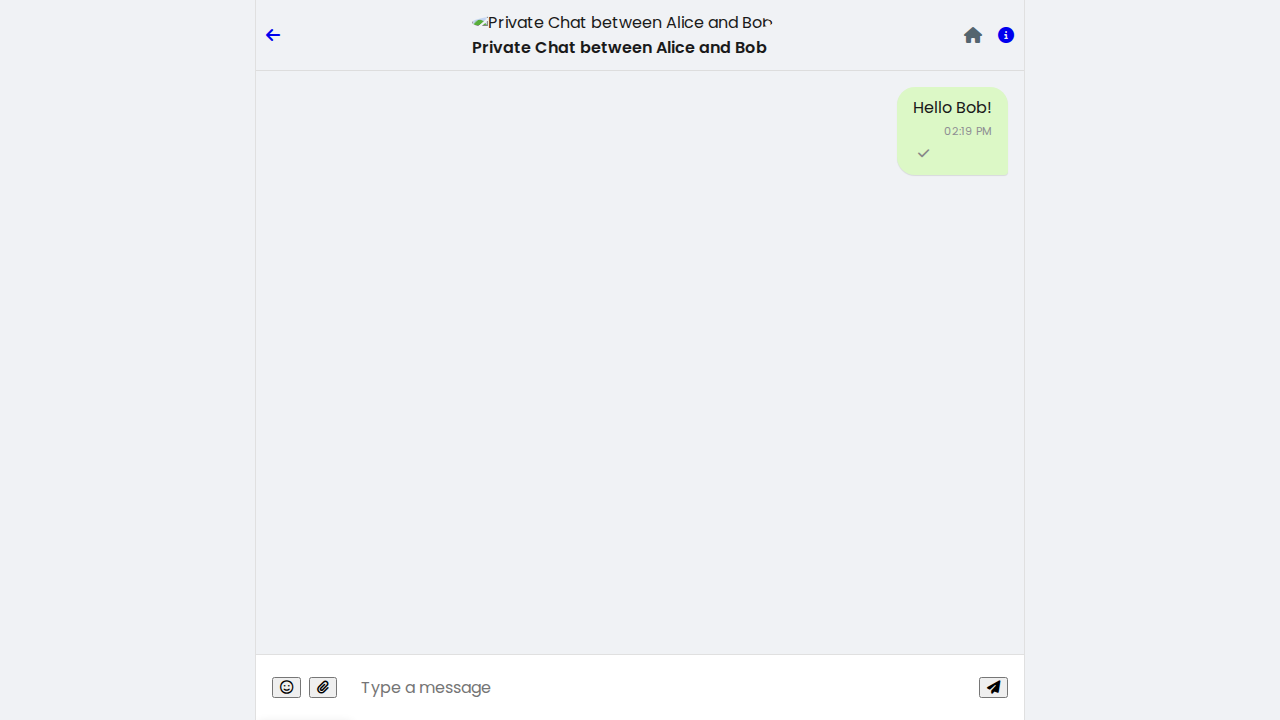 Private Chat between Alice and Bob
Private Chat between Alice and Bob
Hello Bob!
02:19 PM
Type a message